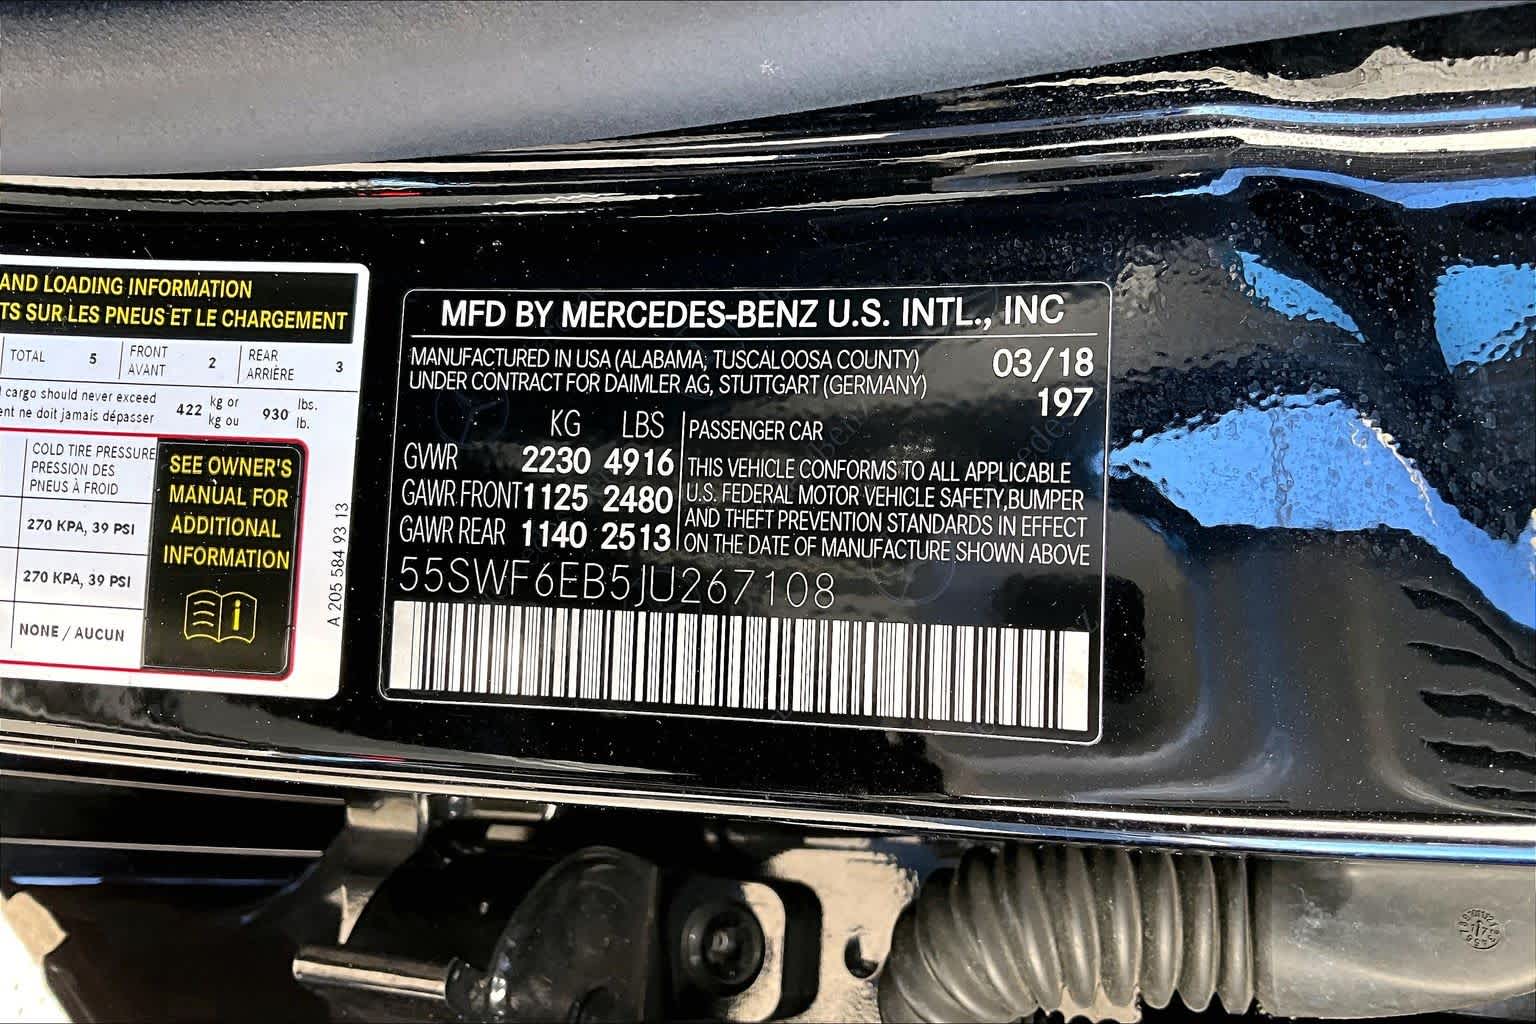 AND LOADING INFORMATION
TS SUR LES PNEUS ET LE CHARGEMENT
TOTAL 5 FRONT AVANT 2 REAR ARRIÈRE 3
cargo should never exceed 422 kg or 930 lbs.
ent ne doit jamais dépasser kg ou lb.
COLD TIRE PRESSURE
PRESSION DES
PNEUS À FROID
270 KPA, 39 PSI
270 KPA, 39 PSI
NONE / AUCUN
SEE OWNER'S
MANUAL FOR
ADDITIONAL
INFORMATION
A 205 584 93 13
MFD BY MERCEDES-BENZ U.S. INTL., INC
MANUFACTURED IN USA (ALABAMA, TUSCALOOSA COUNTY) 03/18
UNDER CONTRACT FOR DAIMLER AG, STUTTGART (GERMANY) 197
KG LBS
GVWR 2230 4916
GAWR FRONT 1125 2480
GAWR REAR 1140 2513
PASSENGER CAR
THIS VEHICLE CONFORMS TO ALL APPLICABLE
U.S. FEDERAL MOTOR VEHICLE SAFETY, BUMPER
AND THEFT PREVENTION STANDARDS IN EFFECT
ON THE DATE OF MANUFACTURE SHOWN ABOVE
55SWF6EB5JU267108